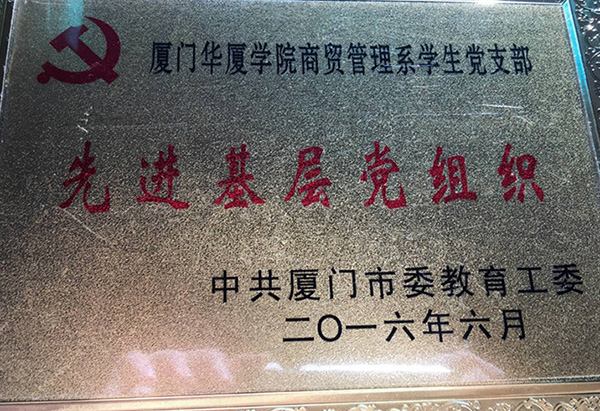 厦门华厦学院商贸管理系学生党支部
先进基层党组织
中共厦门市委教育工委
二〇一六年六月